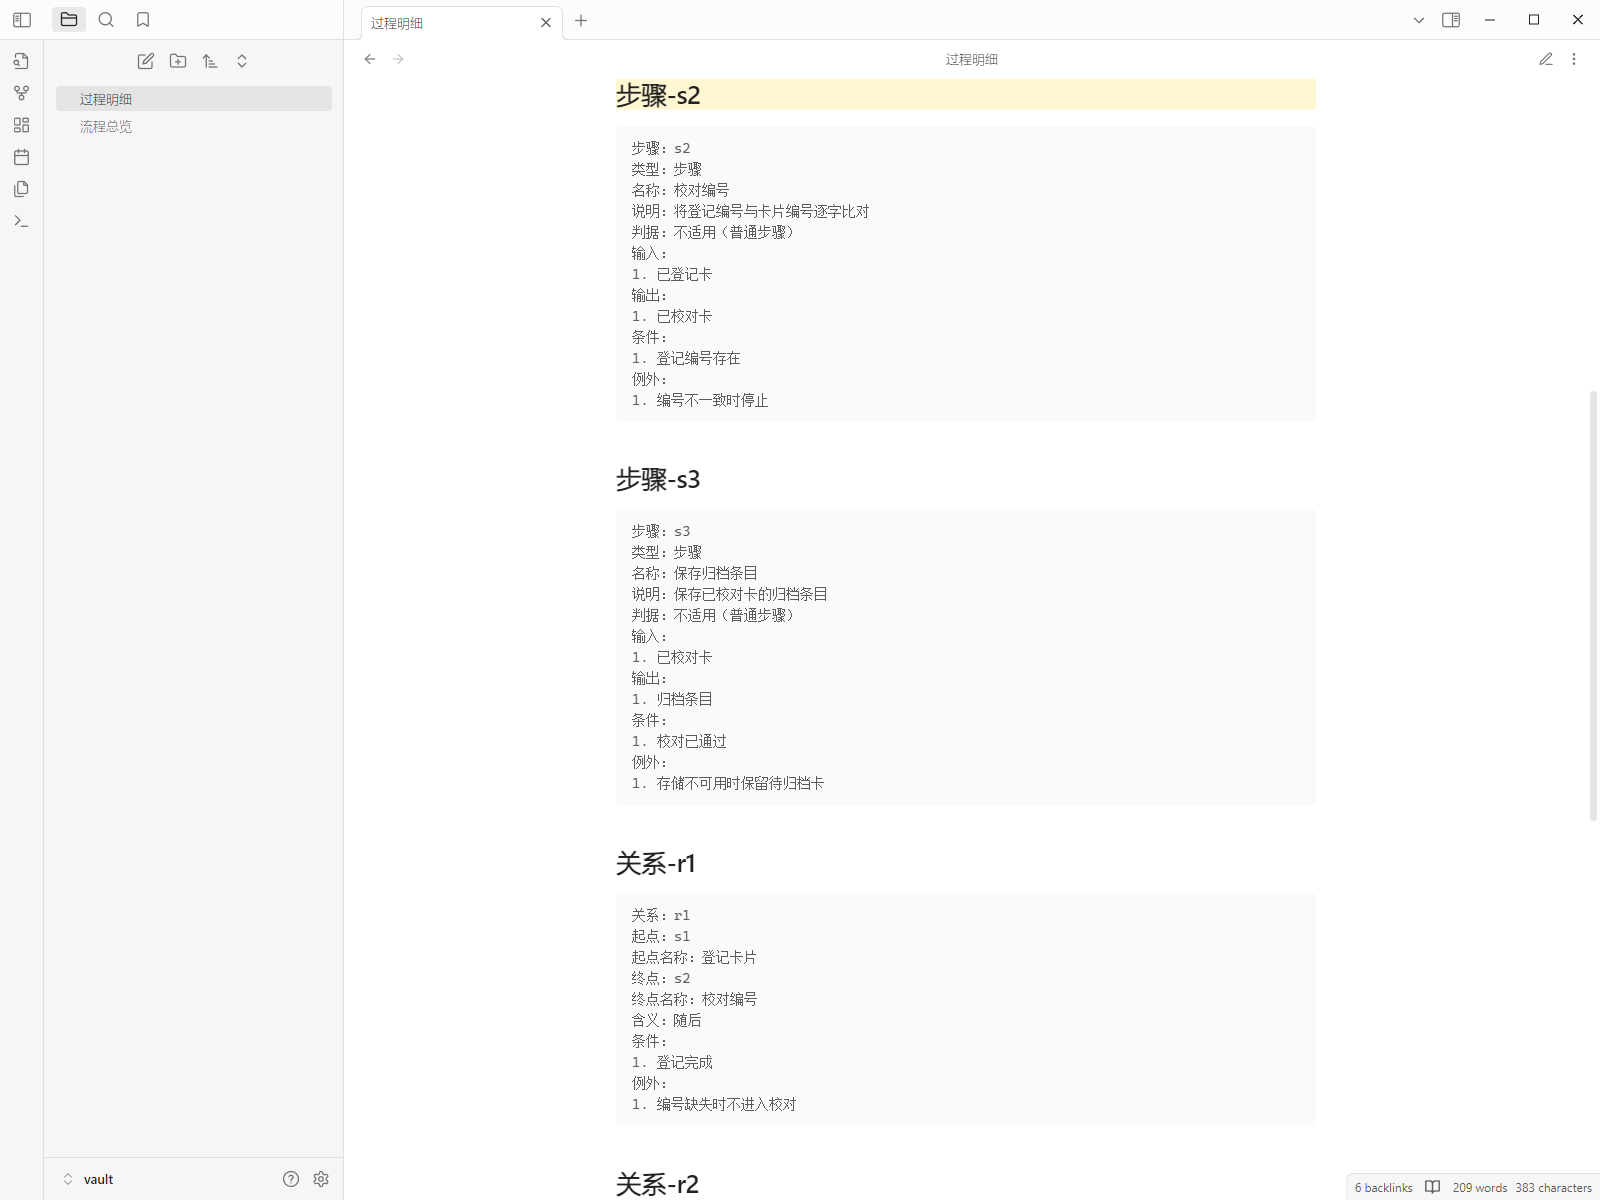 过程明细
过程明细
过程明细
流程总览
步骤-s2
步骤：s2
类型：步骤
名称：校对编号
说明：将登记编号与卡片编号逐字比对
判据：不适用（普通步骤）
输入：
1. 已登记卡
输出：
1. 已校对卡
条件：
1. 登记编号存在
例外：
1. 编号不一致时停止
步骤-s3
步骤：s3
类型：步骤
名称：保存归档条目
说明：保存已校对卡的归档条目
判据：不适用（普通步骤）
输入：
1. 已校对卡
输出：
1. 归档条目
条件：
1. 校对已通过
例外：
1. 存储不可用时保留待归档卡
关系-r1
关系：r1
起点：s1
起点名称：登记卡片
终点：s2
终点名称：校对编号
含义：随后
条件：
1. 登记完成
例外：
1. 编号缺失时不进入校对
关系-r2
vault
6 backlinks 209 words 383 characters